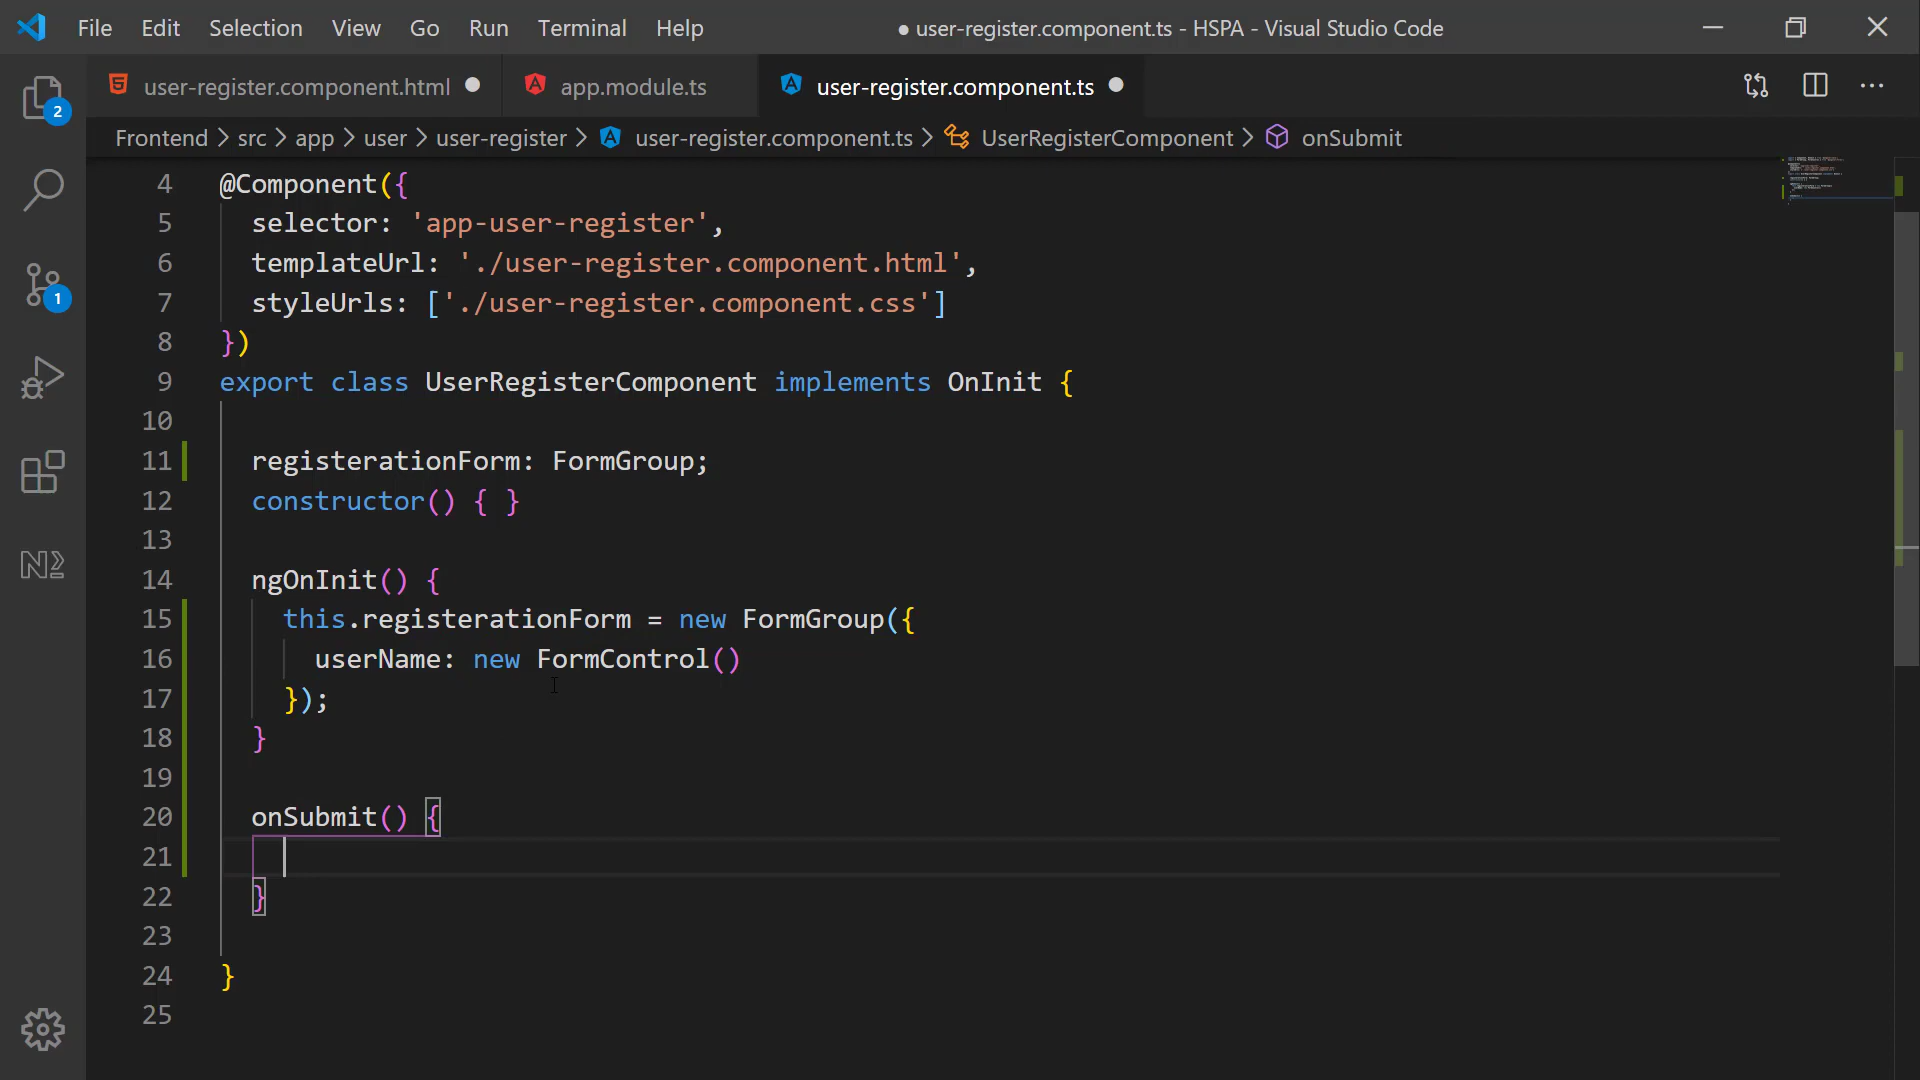 File Edit Selection View Go Run Terminal Help ● user-register.component.ts - HSPA - Visual Studio Code
user-register.component.html ● app.module.ts user-register.component.ts ●
Frontend > src > app > user > user-register > user-register.component.ts > UserRegisterComponent > onSubmit
2
1
4 @Component({
5 selector: 'app-user-register',
6 templateUrl: './user-register.component.html',
7 styleUrls: ['./user-register.component.css']
8 })
9 export class UserRegisterComponent implements OnInit {
10
11 registerationForm: FormGroup;
12 constructor() { }
13
14 ngOnInit() {
15 this.registerationForm = new FormGroup({
16 userName: new FormControl()
17 });
18 }
19
20 onSubmit() {
21
22 }
23
24 }
25